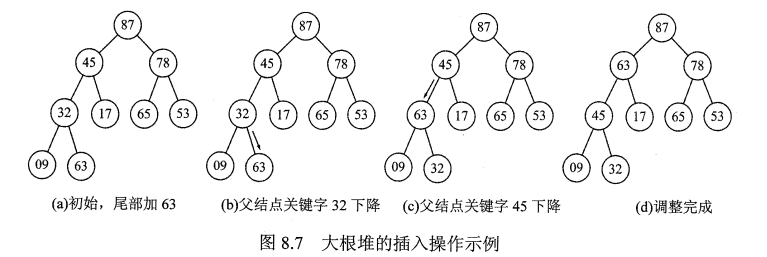 87 87 87 87
45 78 45 78 45 78 63 78
32 17 65 53 32 17 65 53 63 17 65 53 45 17 65 53
09 63 09 63 09 32 09 32
(a)初始，尾部加 63 (b)父结点关键字 32 下降 (c)父结点关键字 45 下降 (d)调整完成
图 8.7 大根堆的插入操作示例